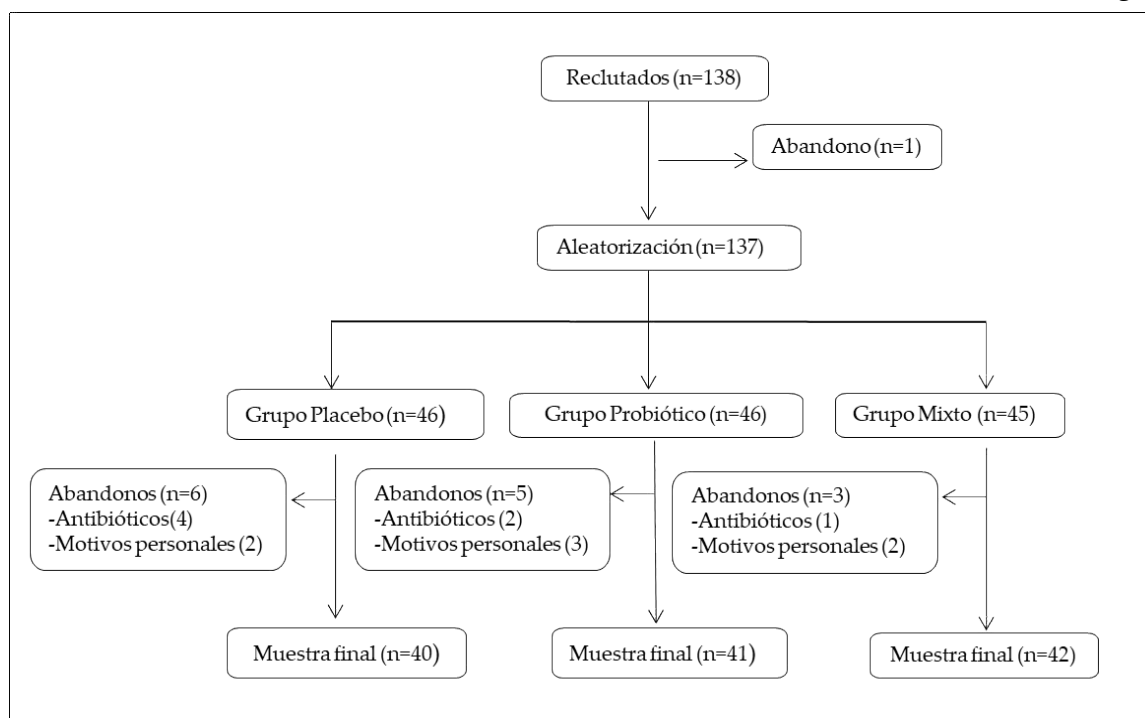 Reclutados (n=138)
Abandono (n=1)
Aleatorización (n=137)
Grupo Placebo (n=46)
Grupo Probiótico (n=46)
Grupo Mixto (n=45)
Abandonos (n=6)
-Antibióticos(4)
-Motivos personales (2)
Abandonos (n=5)
-Antibióticos (2)
-Motivos personales (3)
Abandonos (n=3)
-Antibióticos (1)
-Motivos personales (2)
Muestra final (n=40)
Muestra final (n=41)
Muestra final (n=42)